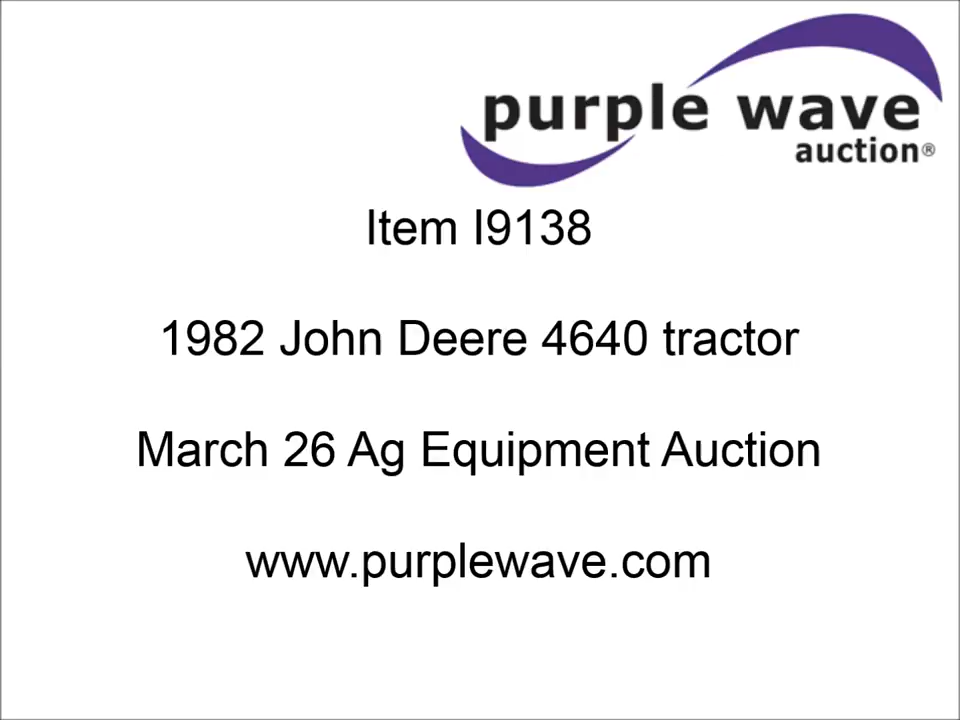 purple wave
auction®
Item I9138
1982 John Deere 4640 tractor
March 26 Ag Equipment Auction
www.purplewave.com